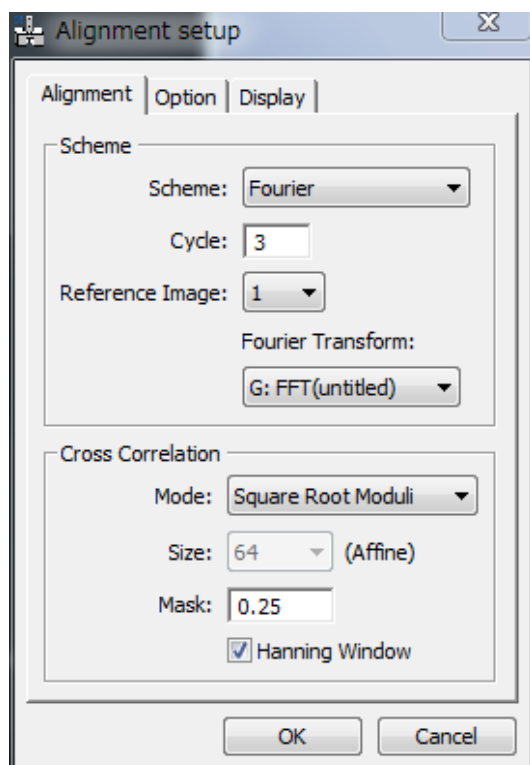 Alignment setup
Alignment Option Display
Scheme
Scheme: Fourier
Cycle: 3
Reference Image: 1
Fourier Transform:
G: FFT(untitled)
Cross Correlation
Mode: Square Root Moduli
Size: 64 (Affine)
Mask: 0.25
Hanning Window
OK Cancel